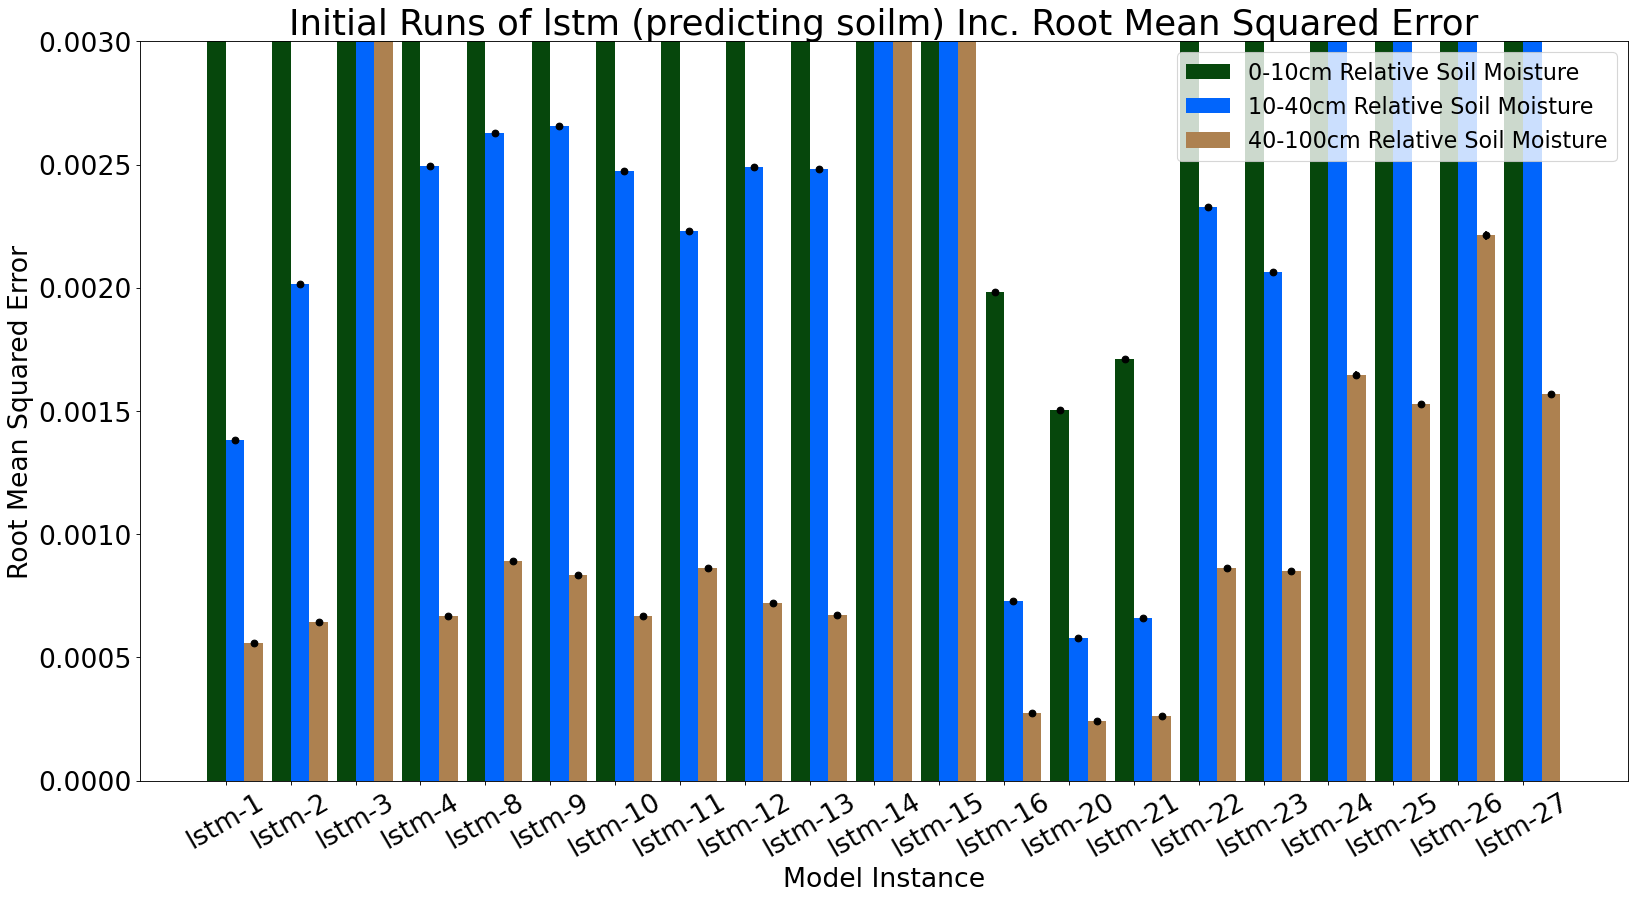 Initial Runs of lstm (predicting soilm) Inc. Root Mean Squared Error
0.0030
0.0025
0.0020
0.0015
0.0010
0.0005
0.0000
Root Mean Squared Error
0-10cm Relative Soil Moisture
10-40cm Relative Soil Moisture
40-100cm Relative Soil Moisture
lstm-1
lstm-2
lstm-3
lstm-4
lstm-8
lstm-9
lstm-10
lstm-11
lstm-12
lstm-13
lstm-14
lstm-15
lstm-16
lstm-20
lstm-21
lstm-22
lstm-23
lstm-24
lstm-25
lstm-26
lstm-27
Model Instance